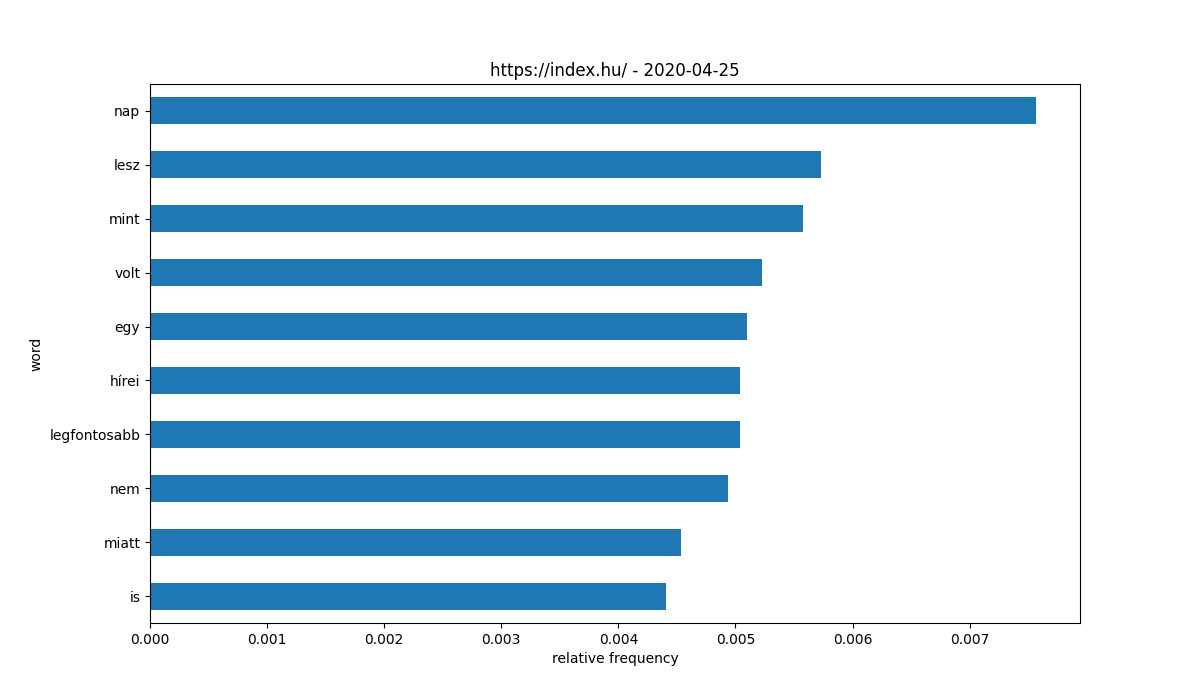 https://index.hu/ - 2020-04-25
nap
lesz
mint
volt
egy
hírei
legfontosabb
nem
miatt
is
word
0.000 0.001 0.002 0.003 0.004 0.005 0.006 0.007
relative frequency